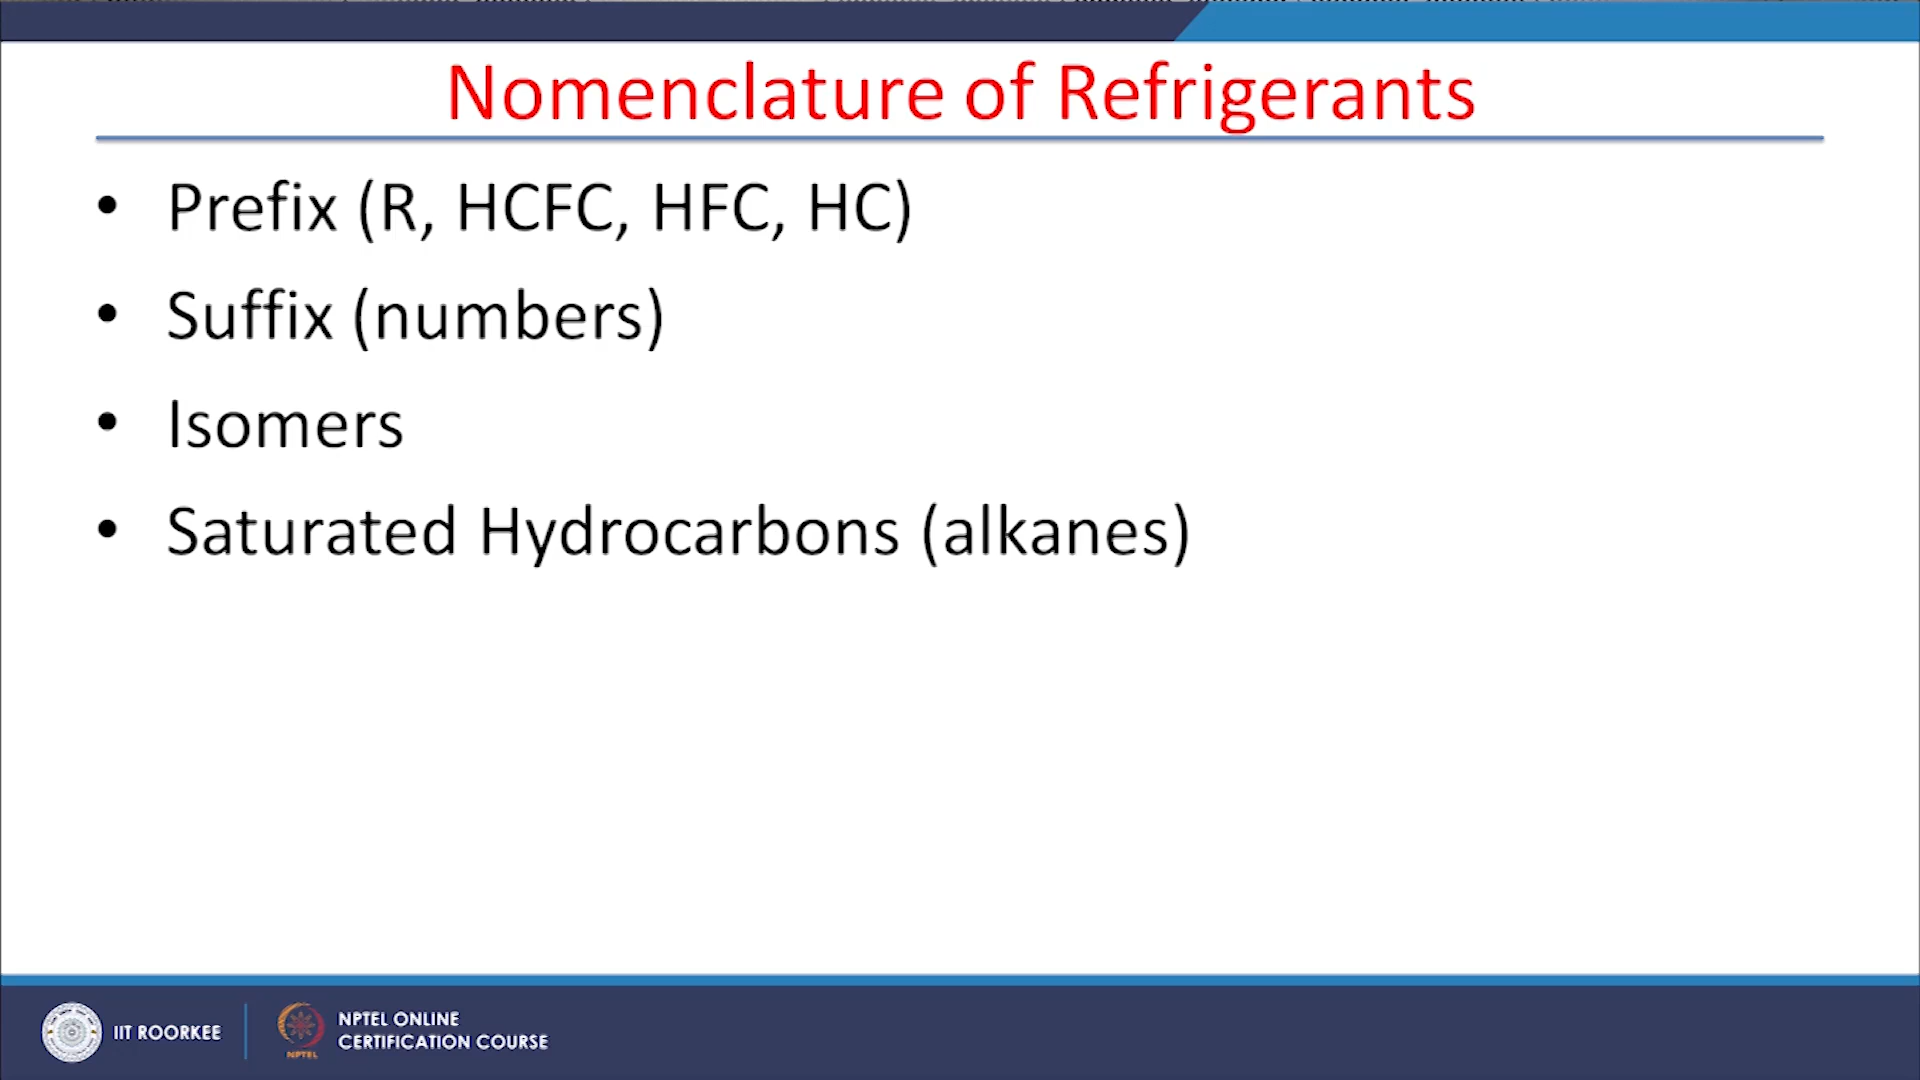 Nomenclature of Refrigerants
• Prefix (R, HCFC, HFC, HC)
• Suffix (numbers)
• Isomers
• Saturated Hydrocarbons (alkanes)
IIT ROORKEE
NPTEL
NPTEL ONLINE
CERTIFICATION COURSE